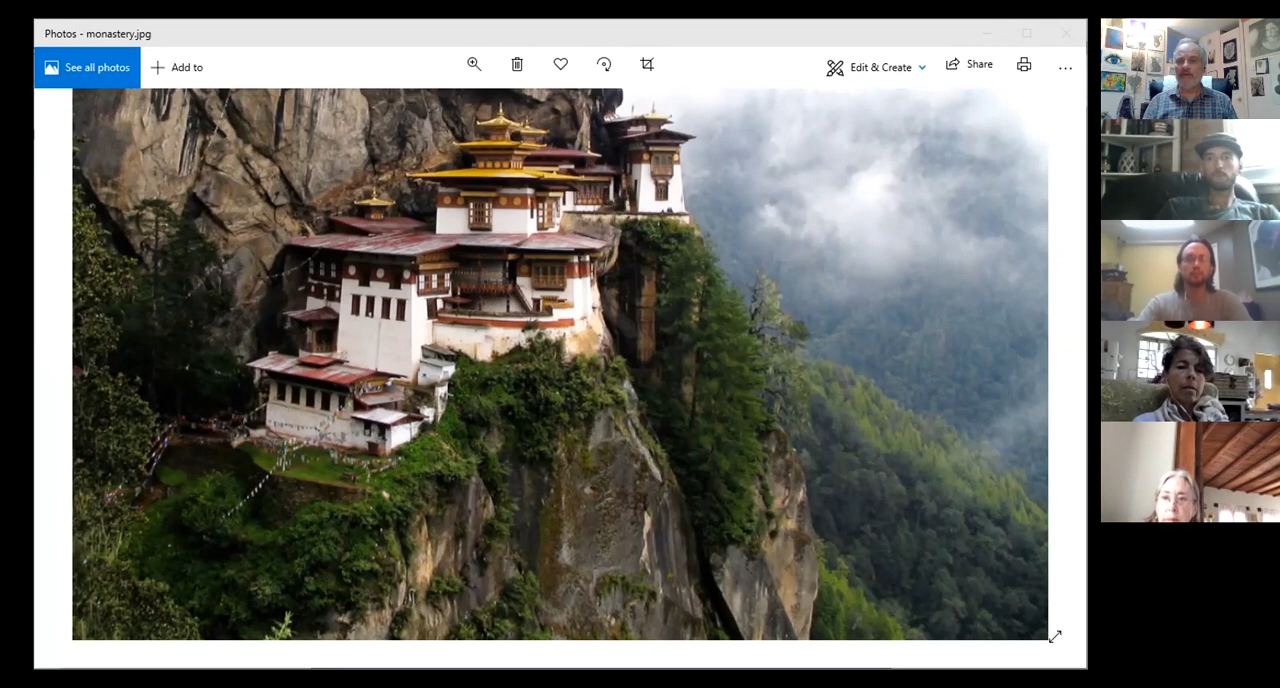 Photos - monastery.jpg
See all photos
Add to
Edit & Create
Share